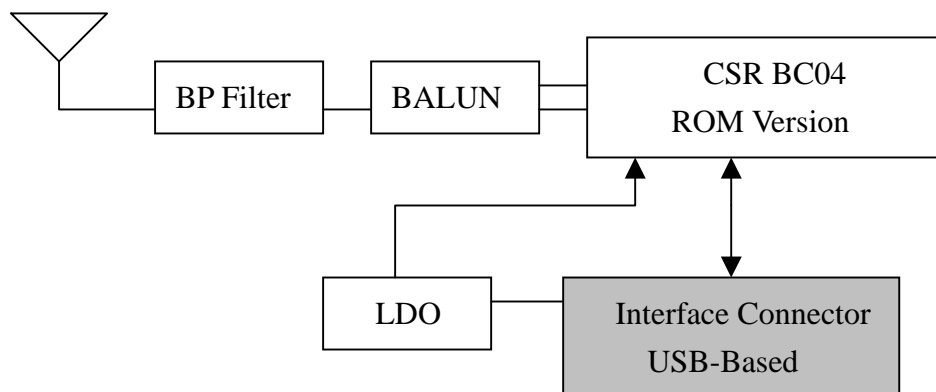 BP Filter
BALUN
CSR BC04
ROM Version
LDO
Interface Connector
USB-Based